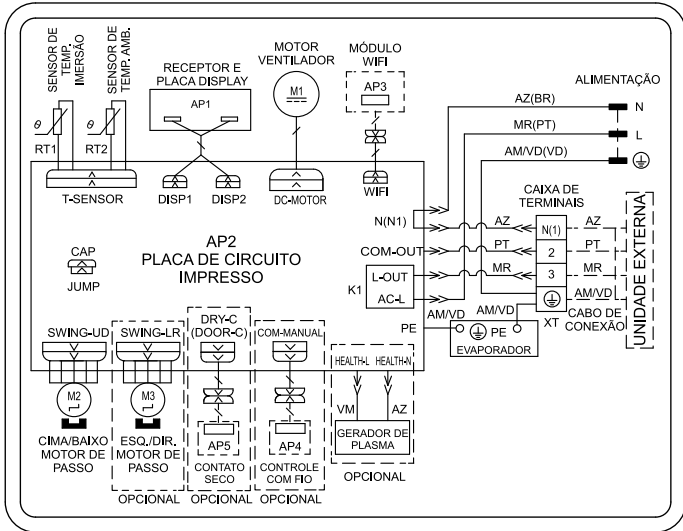 SENSOR DE
TEMP.
IMERSÃO
SENSOR DE
TEMP. AMB.
θ
RT1
θ
RT2
T-SENSOR
RECEPTOR E
PLACA DISPLAY
AP1
DISP1
DISP2
MOTOR
VENTILADOR
M1
DC-MOTOR
MÓDULO
WIFI
AP3
WIFI
ALIMENTAÇÃO
AZ(BR)
N
MR(PT)
L
AM/VD(VD)
CAIXA DE
TERMINAIS
N(N1)
AZ
N(1)
AZ
COM-OUT
PT
2
PT
K1
L-OUT
MR
3
MR
AC-L
AM/VD
XT
CABO DE
CONEXÃO
UNIDADE EXTERNA
AP2
PLACA DE CIRCUITO
IMPRESSO
CAP
JUMP
PE
AM/VD
AM/VD
PE
EVAPORADOR
SWING-UD
M2
CIMA/BAIXO
MOTOR DE
PASSO
SWING-LR
M3
ESQ./DIR.
MOTOR DE
PASSO
OPCIONAL
DRY-C
(DOOR-C)
AP5
CONTATO
SECO
OPCIONAL
COM-MANUAL
AP4
CONTROLE
COM FIO
OPCIONAL
HEALTH-L
HEALTH-N
VM
AZ
GERADOR DE
PLASMA
OPCIONAL